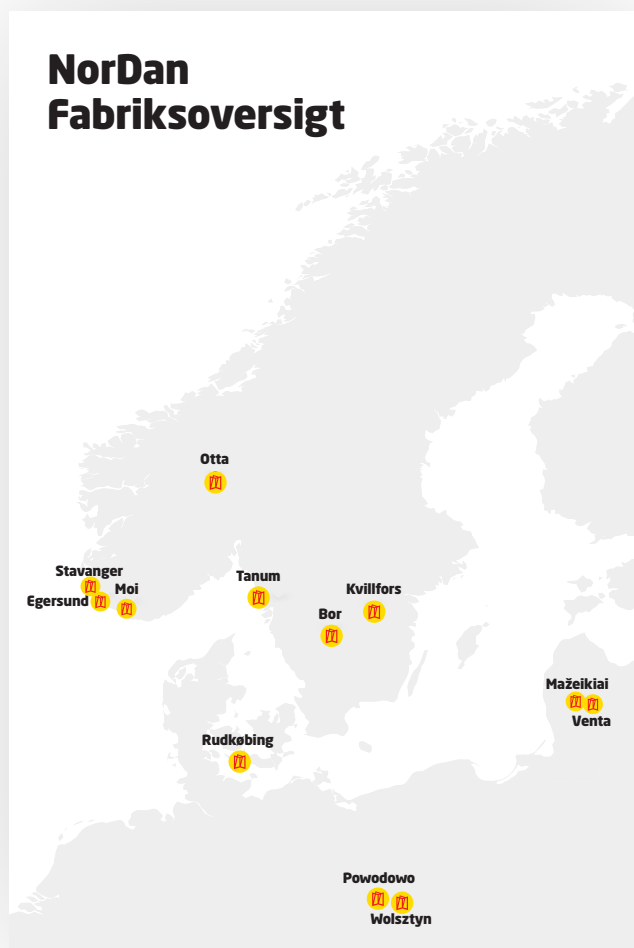 NorDan
Fabriksoversigt
Otta
Stavanger
Moi
Egersund
Tanum
Kvillfors
Bor
Mažeikiai
Venta
Rudkøbing
Powodowo
Wolsztyn